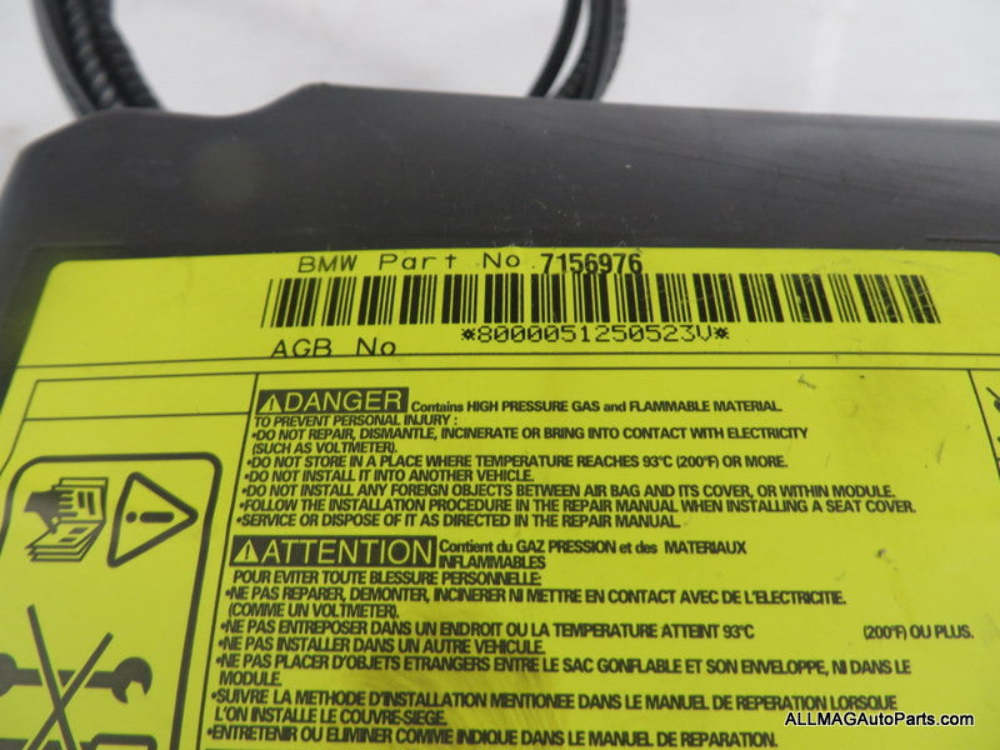 BMW Part No. 7156976
*8000051250523V*
AGB No
DANGER Contains HIGH PRESSURE GAS and FLAMMABLE MATERIAL.
TO PREVENT PERSONAL INJURY :
•DO NOT REPAIR, DISMANTLE, INCINERATE OR BRING INTO CONTACT WITH ELECTRICITY
(SUCH AS VOLTMETER).
•DO NOT STORE IN A PLACE WHERE TEMPERATURE REACHES 93°C (200°F) OR MORE.
•DO NOT INSTALL IT INTO ANOTHER VEHICLE.
•DO NOT INSTALL ANY FOREIGN OBJECTS BETWEEN AIR BAG AND ITS COVER, OR WITHIN MODULE.
•FOLLOW THE INSTALLATION PROCEDURE IN THE REPAIR MANUAL WHEN INSTALLING A SEAT COVER.
•SERVICE OR DISPOSE OF IT AS DIRECTED IN THE REPAIR MANUAL.
ATTENTION Contient du GAZ PRESSION et des MATERIAUX
INFLAMMABLES
POUR EVITER TOUTE BLESSURE PERSONNELLE:
•NE PAS REPARER, DEMONTER, INCINERER NI METTRE EN CONTACT AVEC DE L'ELECTRICITIE.
(COMME UN VOLTMETER).
•NE PAS ENTREPOSER DANS UN ENDROIT OU LA TEMPERATURE ATTEINT 93°C (200°F) OU PLUS.
•NE PAS INSTALLER DANS UN AUTRE VEHICULE.
•NE PAS PLACER D'OBJETS ETRANGERS ENTRE LE SAC GONFLABLE ET SON ENVELOPPE, NI DANS LE
MODULE.
•SUIVRE LA METHODE D'INSTALLATION MENTIONEE DANS LE MANUEL DE REPERATION LORSQUE
L'ON INSTALLE LE COUVRE-SIEGE.
•ENTRETENIR OU ELIMINER COMME INDIQUE DANS LE MANUEL DE REPARATION.
ALLMAGAutoParts.com